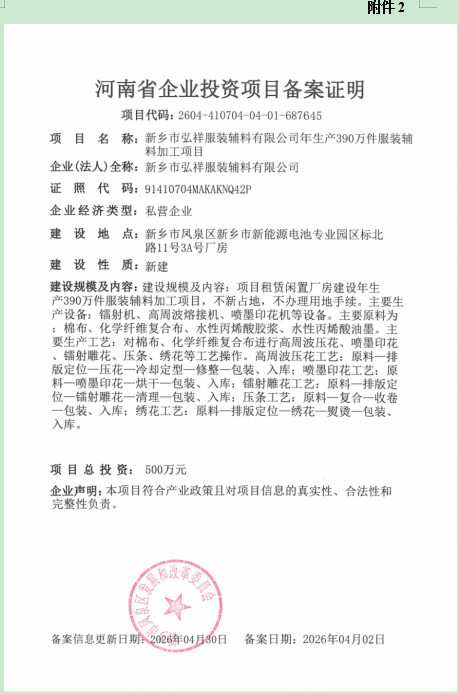 附件2
河南省企业投资项目备案证明
项目代码：2604-410704-04-01-687645
项 目 名 称：新乡市弘祥服装辅料有限公司年生产390万件服装辅
料加工项目
企业(法人)全称：新乡市弘祥服装辅料有限公司
证 照 代 码：91410704MAKAKNQ42P
企业经济类型：私营企业
建 设 地 点：新乡市凤泉区新乡市新能源电池专业园区标北
路11号3A号厂房
建 设 性 质：新建
建设规模及内容：建设规模及内容：项目租赁闲置厂房建设年生
产390万件服装辅料加工项目，不新占地，不办理用地手续。主要生
产设备：镭射机、高周波熔接机、喷墨印花机等设备。主要原料为
：棉布、化学纤维复合布、水性丙烯酸胶浆、水性丙烯酸油墨。主
要生产工艺：对棉布、化学纤维复合布进行高周波压花、喷墨印花
、镭射雕花、压条、绣花等工艺操作。高周波压花工艺：原料—排
版定位—压花—冷却定型—修整—包装、入库；喷墨印花工艺：原
料—喷墨印花—烘干—包装、入库；镭射雕花工艺：原料—排版定
位—镭射雕花—清理—包装、入库；压条工艺：原料—复合—收卷
—包装、入库；绣花工艺：原料—排版定位—绣花—熨烫—包装、
入库。
项 目 总 投 资：500万元
企业声明：本项目符合产业政策且对项目信息的真实性、合法性和
完整性负责。
凤泉区发展和改革委员会
备案信息更新日期：2026年04月30日 备案日期：2026年04月02日